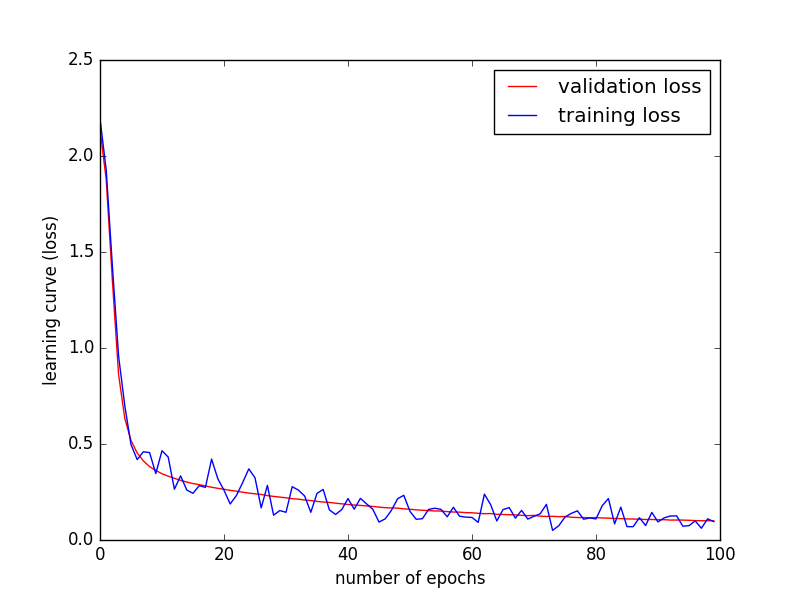 2.5
2.0
1.5
1.0
0.5
0.0
learning curve (loss)
validation loss
training loss
0 20 40 60 80 100
number of epochs